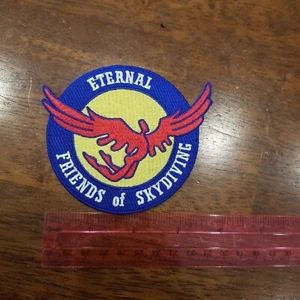 ETERNAL
FRIENDS of SKYDIVING